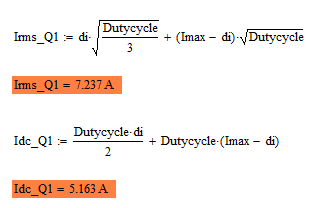 Irms_Q1 := di·√(Dutycycle/3) + (Imax − di)·√Dutycycle
Irms_Q1 = 7.237 A
Idc_Q1 := Dutycycle·di/2 + Dutycycle·(Imax − di)
Idc_Q1 = 5.163 A